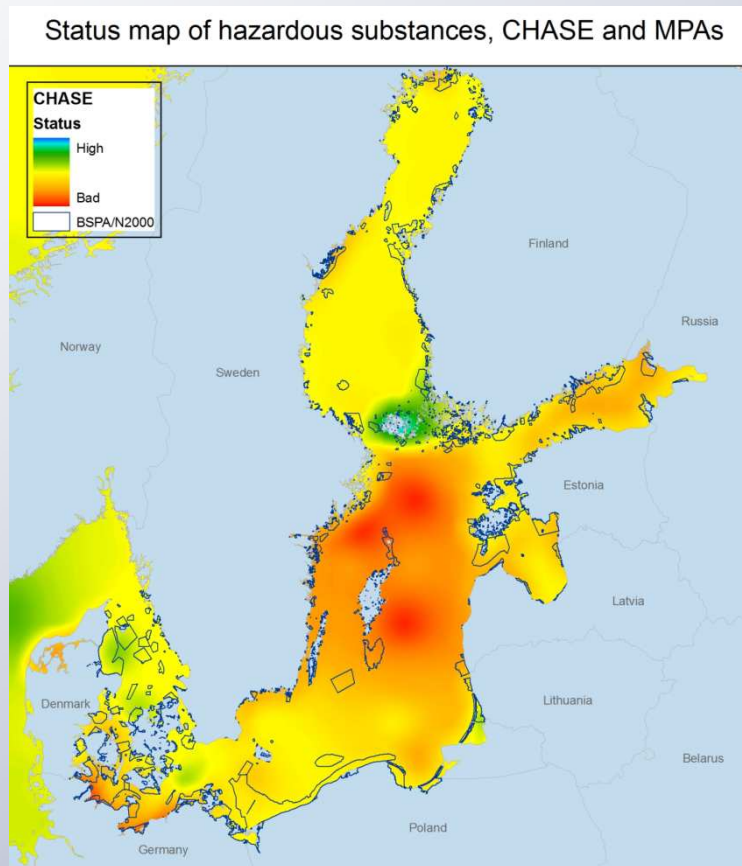 Status map of hazardous substances, CHASE and MPAs
CHASE
Status
High
Bad
BSPA/N2000
Finland
Russia
Norway
Sweden
Estonia
Latvia
Denmark
Lithuania
Belarus
Poland
Germany